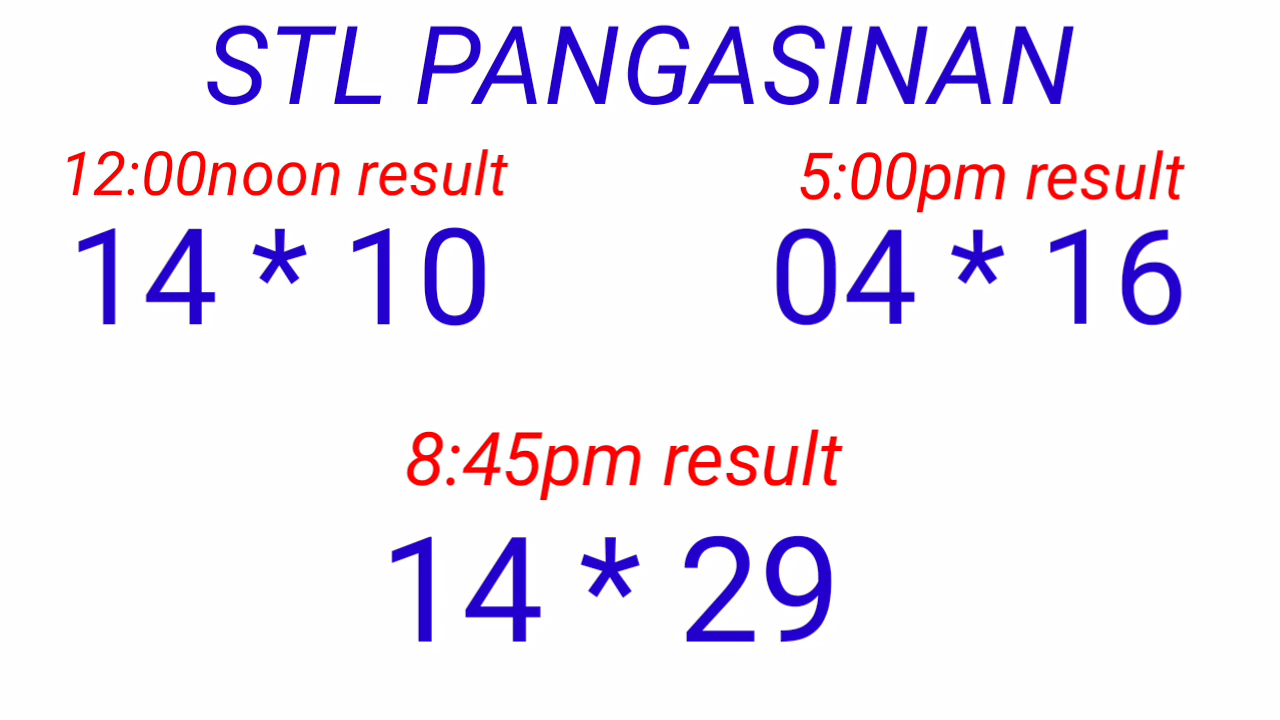 STL PANGASINAN
12:00noon result
14 * 10
5:00pm result
04 * 16
8:45pm result
14 * 29